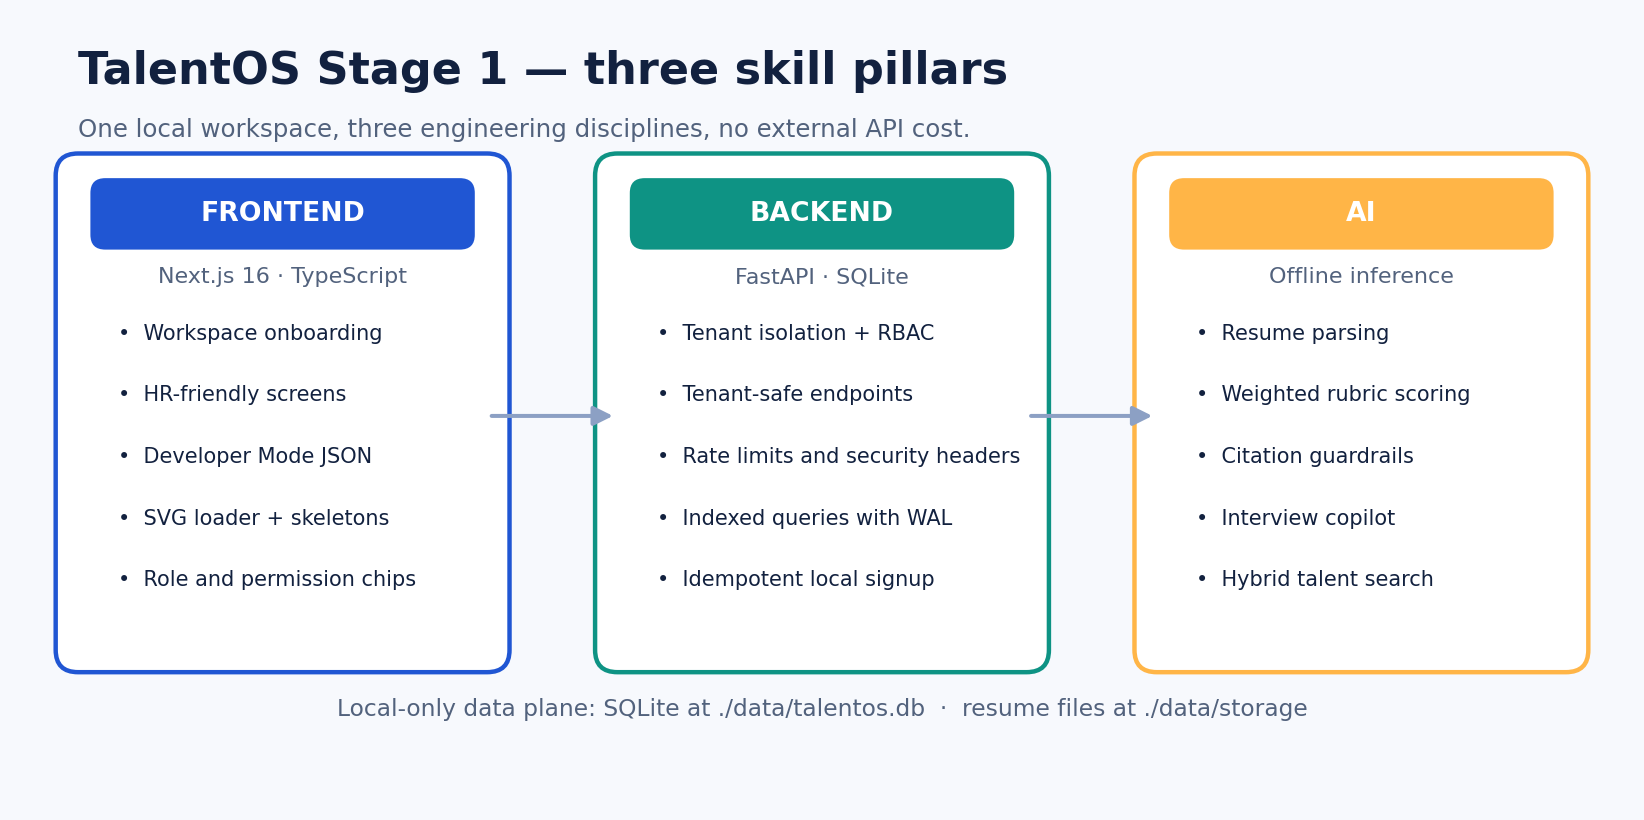 TalentOS Stage 1 — three skill pillars
One local workspace, three engineering disciplines, no external API cost.
FRONTEND
Next.js 16 · TypeScript
• Workspace onboarding
• HR-friendly screens
• Developer Mode JSON
• SVG loader + skeletons
• Role and permission chips
BACKEND
FastAPI · SQLite
• Tenant isolation + RBAC
• Tenant-safe endpoints
• Rate limits and security headers
• Indexed queries with WAL
• Idempotent local signup
AI
Offline inference
• Resume parsing
• Weighted rubric scoring
• Citation guardrails
• Interview copilot
• Hybrid talent search
Local-only data plane: SQLite at ./data/talentos.db · resume files at ./data/storage